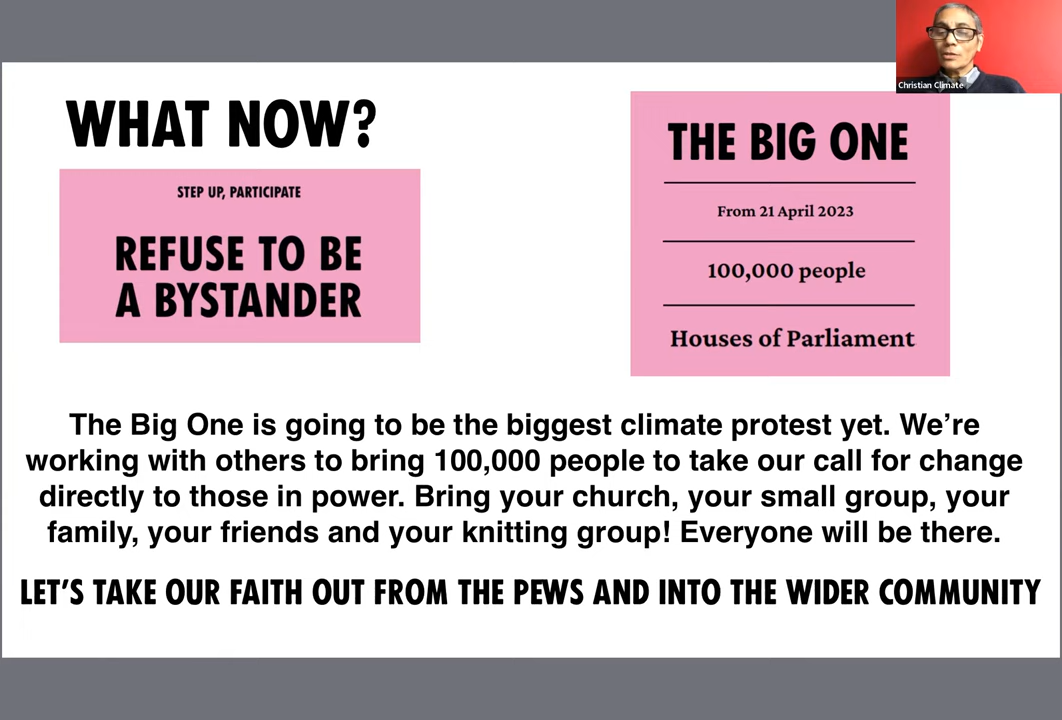 Christian Climate
WHAT NOW?
STEP UP, PARTICIPATE
REFUSE TO BE
A BYSTANDER
THE BIG ONE
From 21 April 2023
100,000 people
Houses of Parliament
The Big One is going to be the biggest climate protest yet. We’re
working with others to bring 100,000 people to take our call for change
directly to those in power. Bring your church, your small group, your
family, your friends and your knitting group! Everyone will be there.
LET’S TAKE OUR FAITH OUT FROM THE PEWS AND INTO THE WIDER COMMUNITY